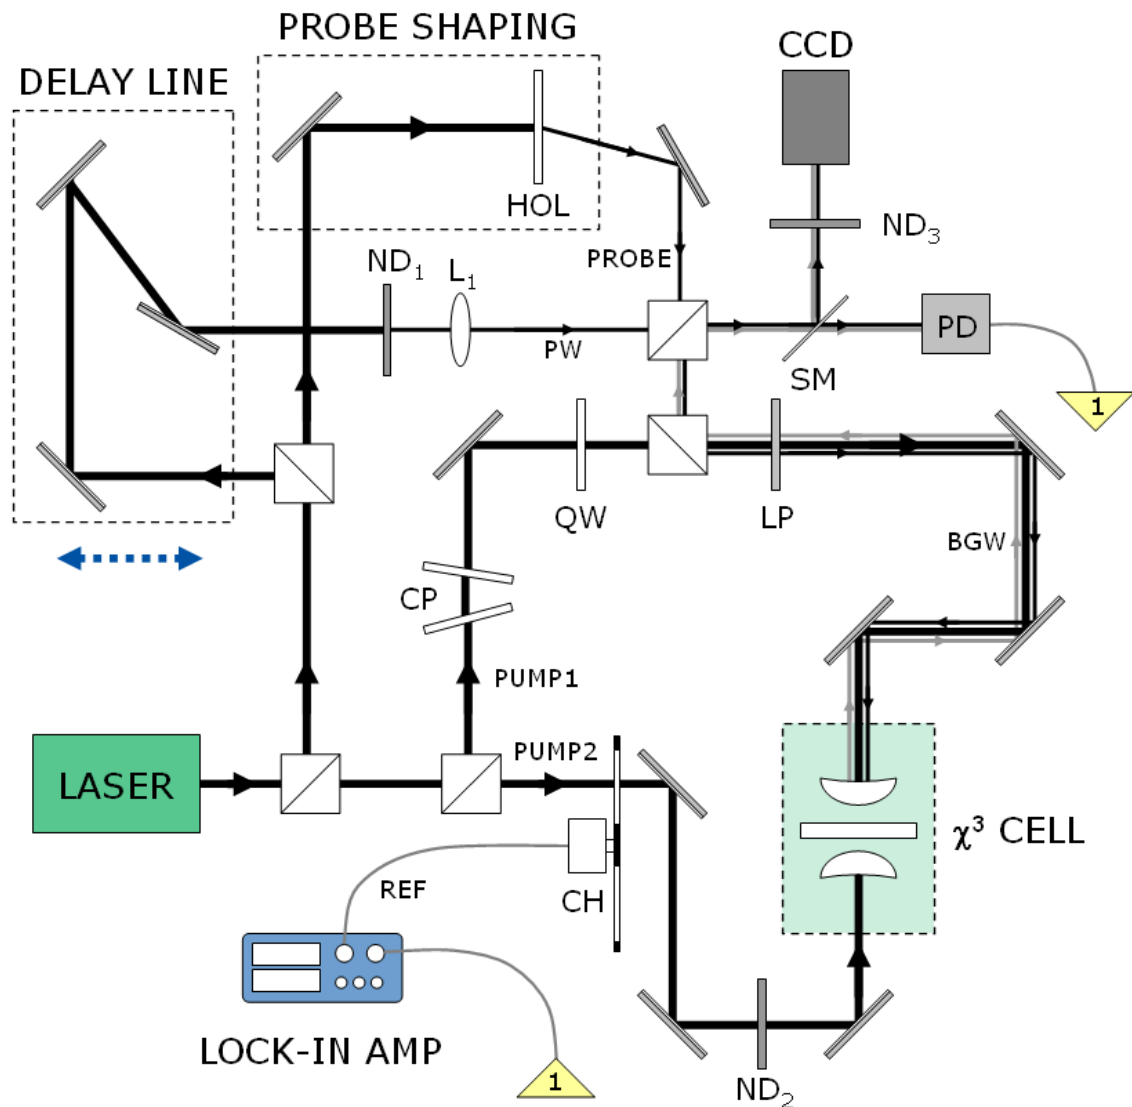 PROBE SHAPING
CCD
DELAY LINE
HOL
ND₃
PROBE
ND₁
L₁
PW
PD
SM
1
QW
LP
BGW
CP
PUMP1
PUMP2
LASER
χ³ CELL
REF
CH
LOCK-IN AMP
1
ND₂